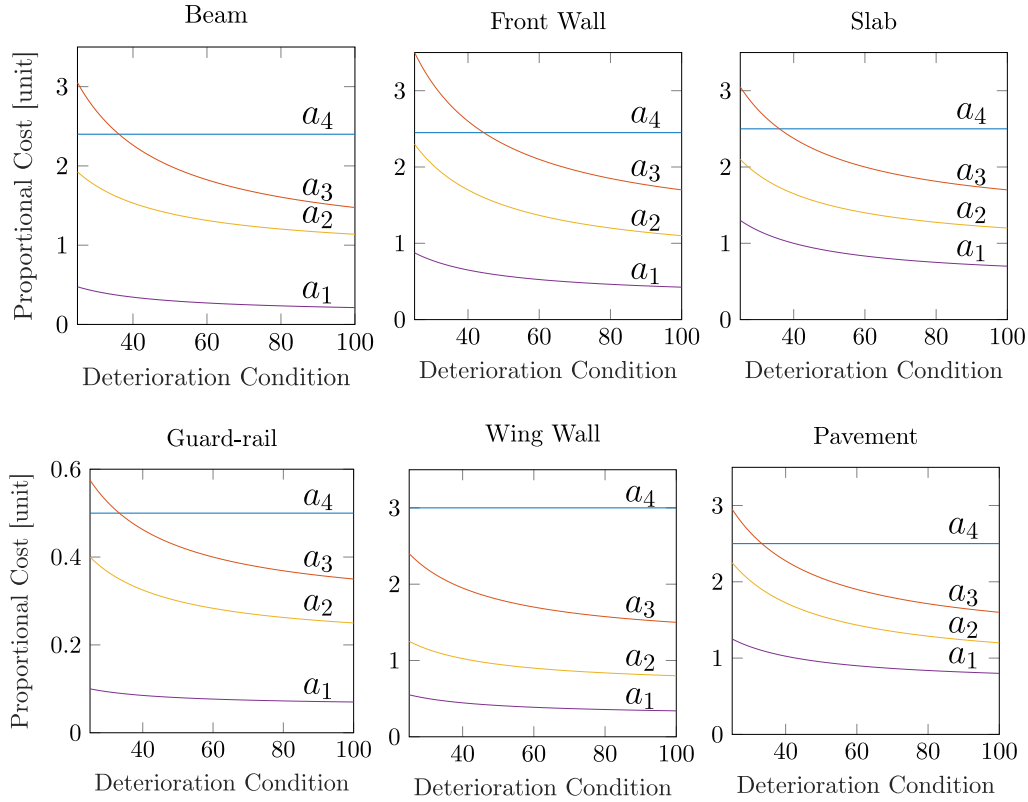 Beam
Front Wall
Slab
Proportional Cost [unit]
3
2
1
0
a4
a3
a2
a1
40 60 80 100
Deterioration Condition
3
2
1
0
a4
a3
a2
a1
40 60 80 100
Deterioration Condition
3
2
1
0
a4
a3
a2
a1
40 60 80 100
Deterioration Condition
Guard-rail
Wing Wall
Pavement
Proportional Cost [unit]
0.6
0.4
0.2
0
a4
a3
a2
a1
40 60 80 100
Deterioration Condition
3
2
1
0
a4
a3
a2
a1
40 60 80 100
Deterioration Condition
3
2
1
0
a4
a3
a2
a1
40 60 80 100
Deterioration Condition